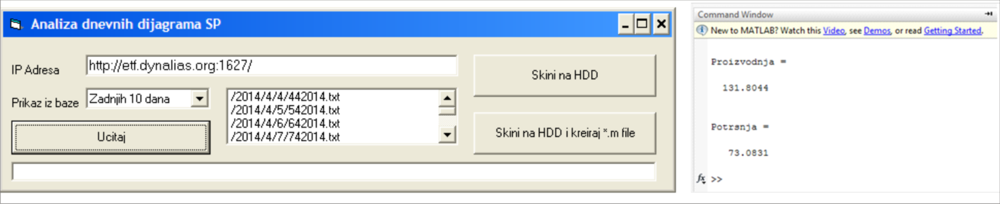 Analiza dnevnih dijagrama SP
IP Adresa
http://etf.dynalias.org:1627/
Skini na HDD
Prikaz iz baze
Zadnjih 10 dana
/2014/4/4/442014.txt
/2014/4/5/542014.txt
/2014/4/6/642014.txt
/2014/4/7/742014.txt
Ucitaj
Skini na HDD i kreiraj *.m file
Command Window
New to MATLAB? Watch this Video, see Demos, or read Getting Started.
Proizvodnja =
131.8044
Potrsnja =
73.0831
fx >>